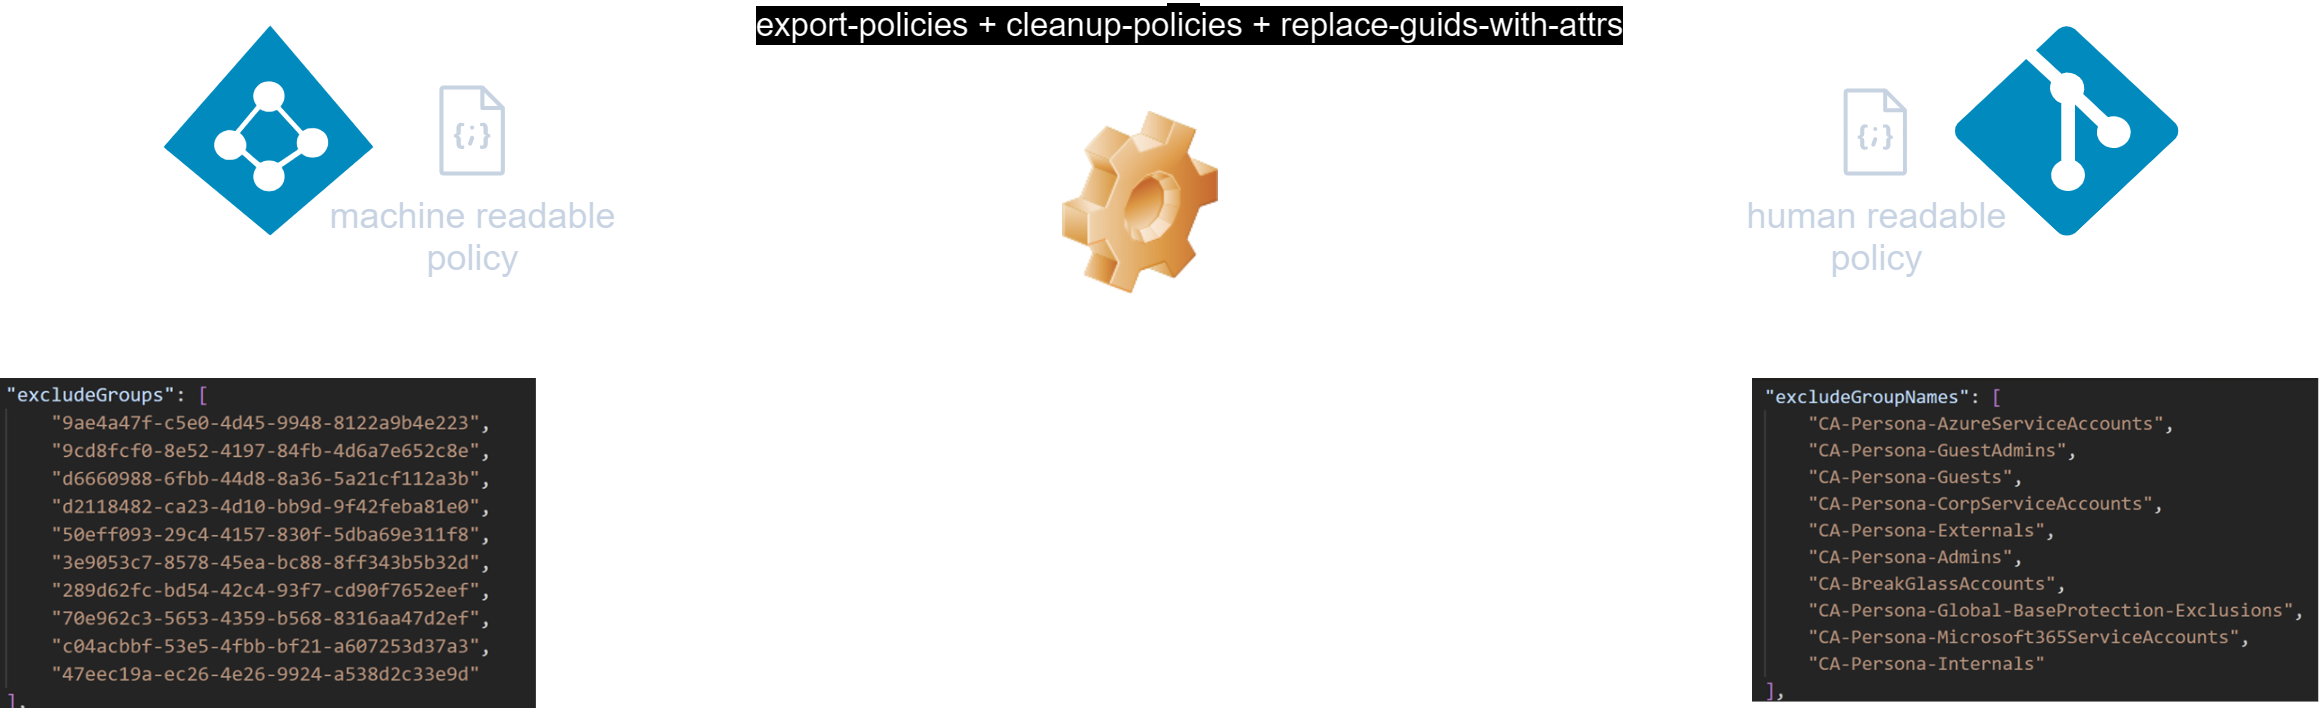 export-policies + cleanup-policies + replace-guids-with-attrs
{;}
machine readable
policy
{;}
human readable
policy
"excludeGroups": [
"9ae4a47f-c5e0-4d45-9948-8122a9b4e223",
"9cd8fcf0-8e52-4197-84fb-4d6a7e652c8e",
"d6660988-6fbb-44d8-8a36-5a21cf112a3b",
"d2118482-ca23-4d10-bb9d-9f42feba81e0",
"50eff093-29c4-4157-830f-5dba69e311f8",
"3e9053c7-8578-45ea-bc88-8ff343b5b32d",
"289d62fc-bd54-42c4-93f7-cd90f7652eef",
"70e962c3-5653-4359-b568-8316aa47d2ef",
"c04acbbf-53e5-4fbb-bf21-a607253d37a3",
"47eec19a-ec26-4e26-9924-a538d2c33e9d"
],
"excludeGroupNames": [
"CA-Persona-AzureServiceAccounts",
"CA-Persona-GuestAdmins",
"CA-Persona-Guests",
"CA-Persona-CorpServiceAccounts",
"CA-Persona-Externals",
"CA-Persona-Admins",
"CA-BreakGlassAccounts",
"CA-Persona-Global-BaseProtection-Exclusions",
"CA-Persona-Microsoft365ServiceAccounts",
"CA-Persona-Internals"
],